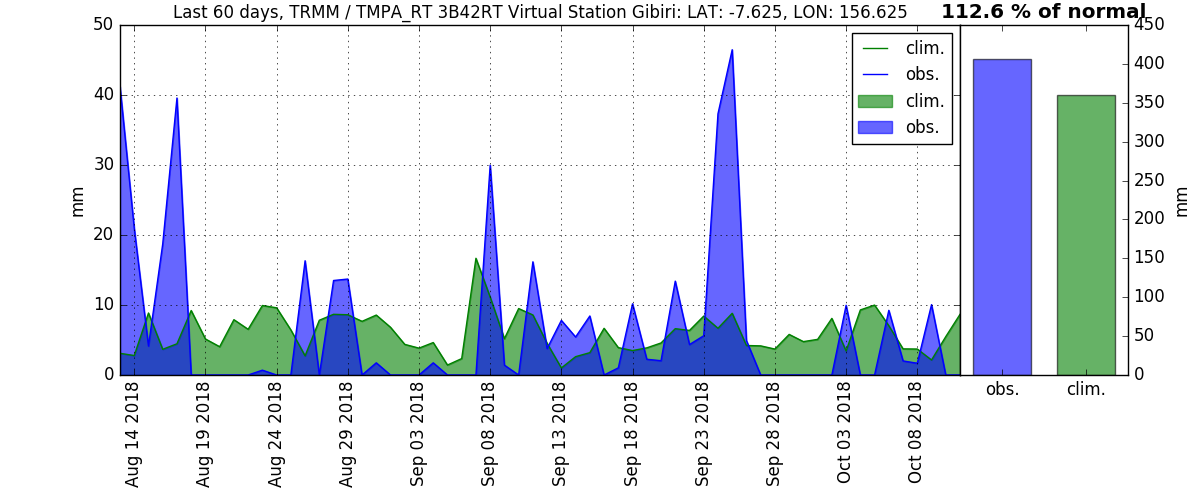 Last 60 days, TRMM / TMPA_RT 3B42RT Virtual Station Gibiri: LAT: -7.625, LON: 156.625
112.6 % of normal
50
40
30
20
10
0
mm
clim.
obs.
clim.
obs.
450
400
350
300
250
200
150
100
50
0
mm
obs.
clim.
Aug 14 2018
Aug 19 2018
Aug 24 2018
Aug 29 2018
Sep 03 2018
Sep 08 2018
Sep 13 2018
Sep 18 2018
Sep 23 2018
Sep 28 2018
Oct 03 2018
Oct 08 2018